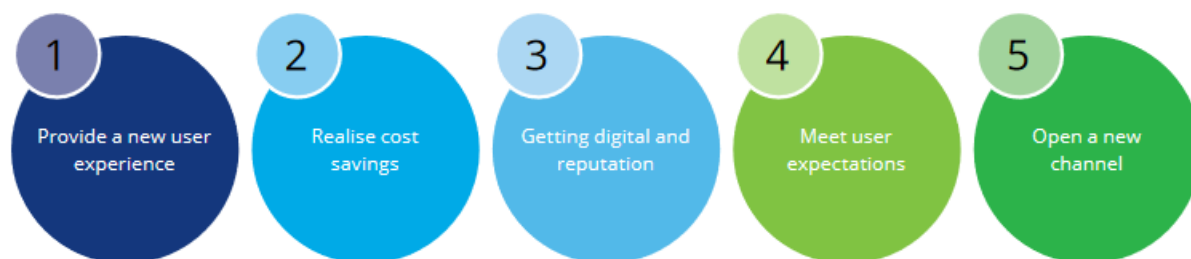 1
Provide a new user
experience
2
Realise cost
savings
3
Getting digital and
reputation
4
Meet user
expectations
5
Open a new
channel